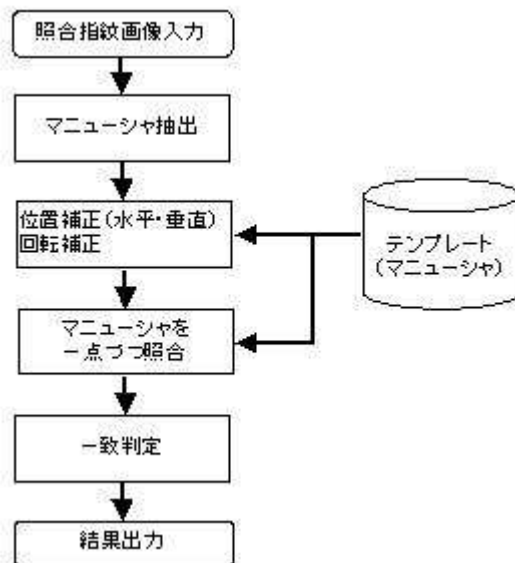 照合指紋画像入力
マニューシャ抽出
位置補正(水平・垂直)
回転補正
テンプレート
(マニューシャ)
マニューシャを
一点づつ照合
一致判定
結果出力